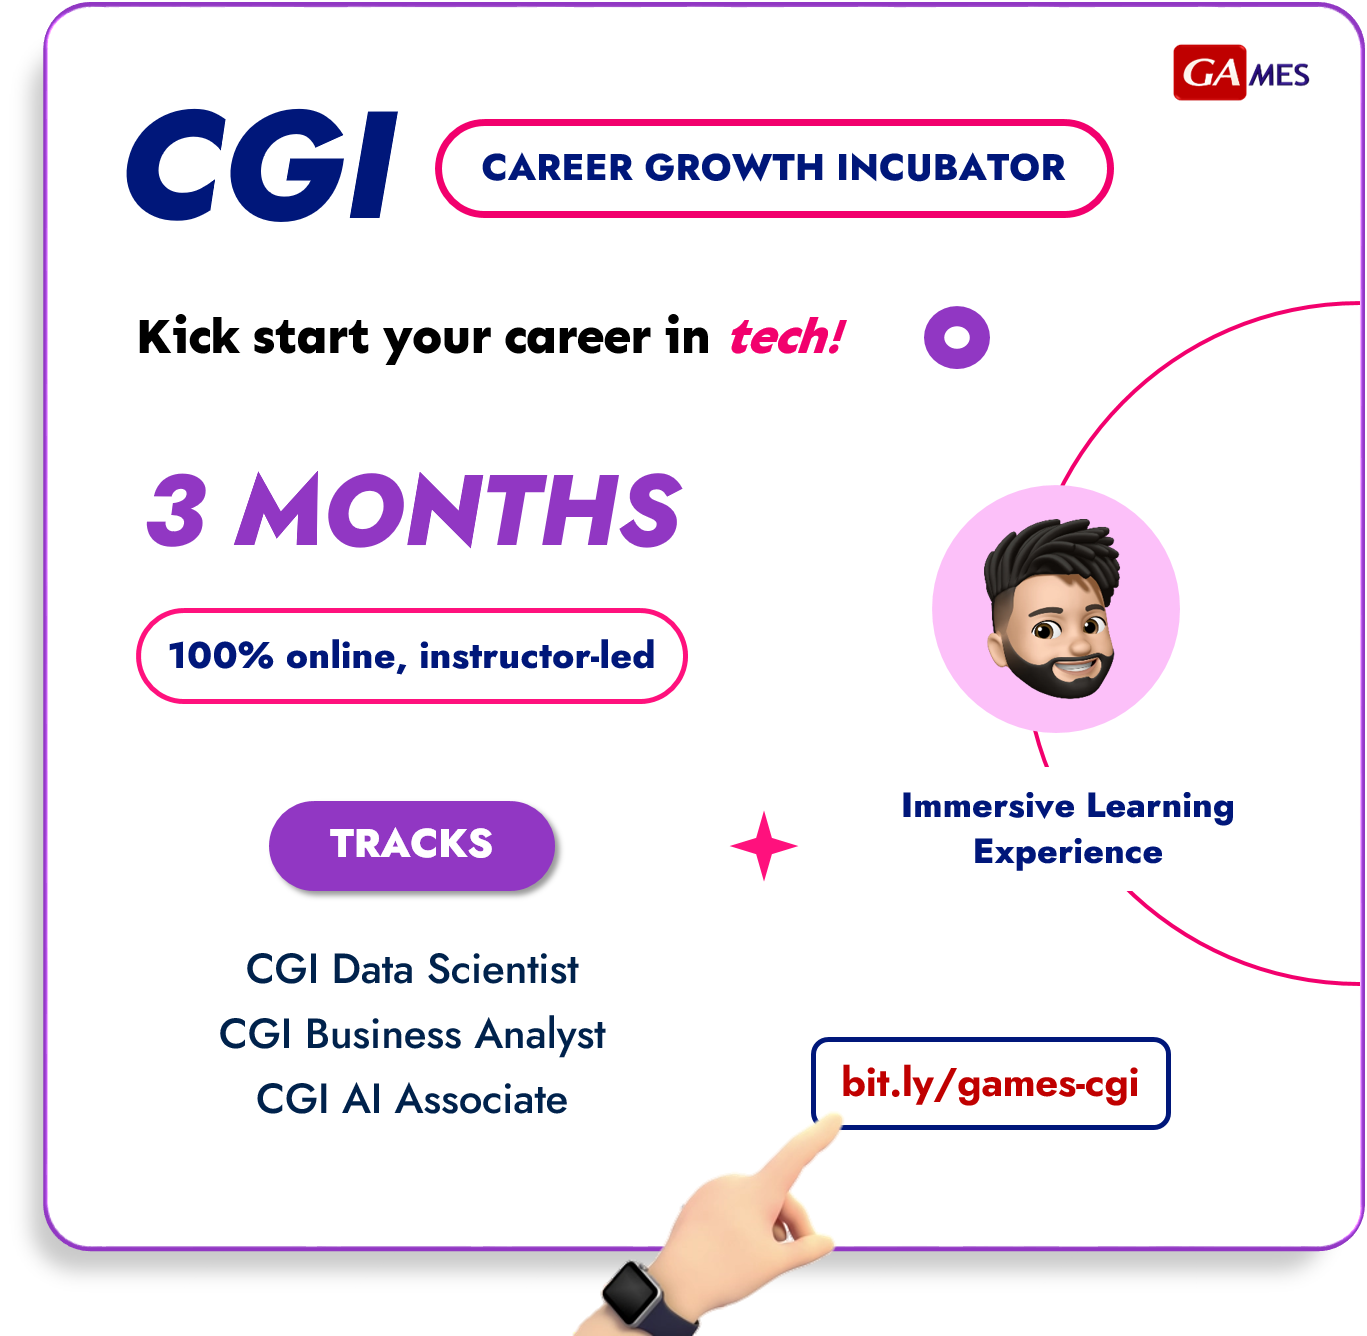 GAMES
CGI
CAREER GROWTH INCUBATOR
Kick start your career in tech!
3 MONTHS
100% online, instructor-led
TRACKS
CGI Data Scientist
CGI Business Analyst
CGI AI Associate
Immersive Learning
Experience
bit.ly/games-cgi